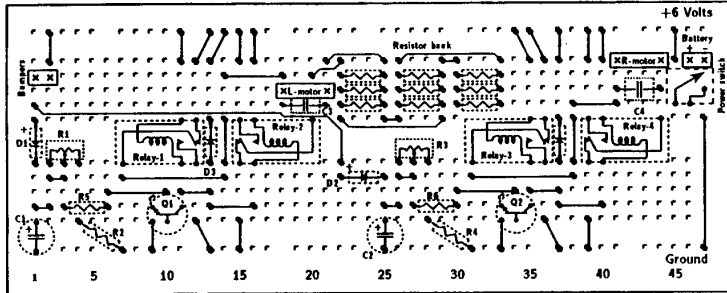 +6 Volts
Battery
+ -
Resistor bank
Bumpers
L-motor
R-motor
Power switch
C3
C4
D1
R1
Relay-1
D3
Relay-2
R3
Relay-3
Relay-4
D2
R5
Q1
R6
Q2
C1
R2
C2
R4
Ground
1 5 10 15 20 25 30 35 40 45